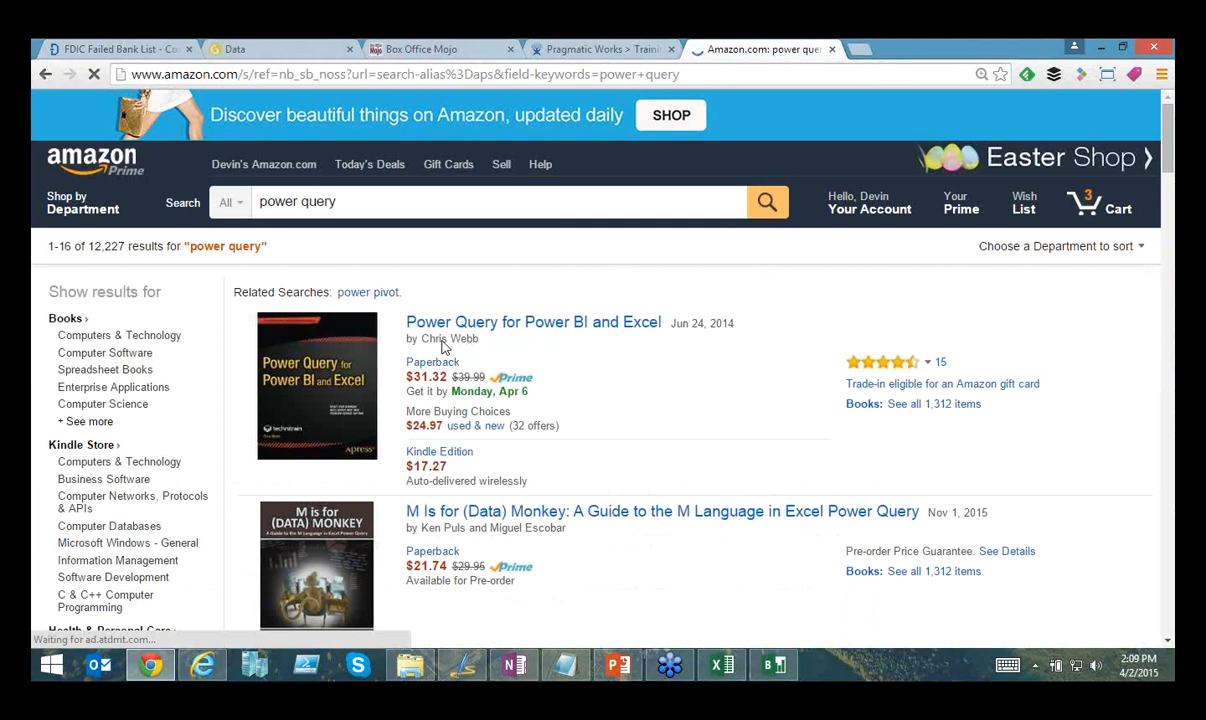 FDIC Failed Bank List - Co
Data
Box Office Mojo
Pragmatic Works > Traini
Amazon.com: power que
www.amazon.com/s/ref=nb_sb_noss?url=search-alias%3Daps&field-keywords=power+query
Discover beautiful things on Amazon, updated daily
SHOP
amazon
Prime
Devin's Amazon.com
Today's Deals
Gift Cards
Sell
Help
Easter Shop
Shop by
Department
Search
All
power query
Hello, Devin
Your Account
Your
Prime
Wish
List
3
Cart
1-16 of 12,227 results for "power query"
Choose a Department to sort
Show results for
Books ›
Computers & Technology
Computer Software
Spreadsheet Books
Enterprise Applications
Computer Science
+ See more
Kindle Store ›
Computers & Technology
Business Software
Computer Networks, Protocols
& APIs
Computer Databases
Microsoft Windows - General
Information Management
Software Development
C & C++ Computer
Programming
Health & Personal Care ›
Related Searches: power pivot.
Power Query for
Power BI and Excel
technitrain
Apress
Power Query for Power BI and Excel Jun 24, 2014
by Chris Webb
Paperback
$31.32 $39.99 Prime
Get it by Monday, Apr 6
More Buying Choices
$24.97 used & new (32 offers)
Kindle Edition
$17.27
Auto-delivered wirelessly
15
Trade-in eligible for an Amazon gift card
Books: See all 1,312 items
M is for
(DATA) MONKEY
M Is for (Data) Monkey: A Guide to the M Language in Excel Power Query Nov 1, 2015
by Ken Puls and Miguel Escobar
Paperback
$21.74 $29.95 Prime
Available for Pre-order
Pre-order Price Guarantee. See Details
Books: See all 1,312 items
Waiting for ad.atdmt.com...
2:09 PM
4/2/2015